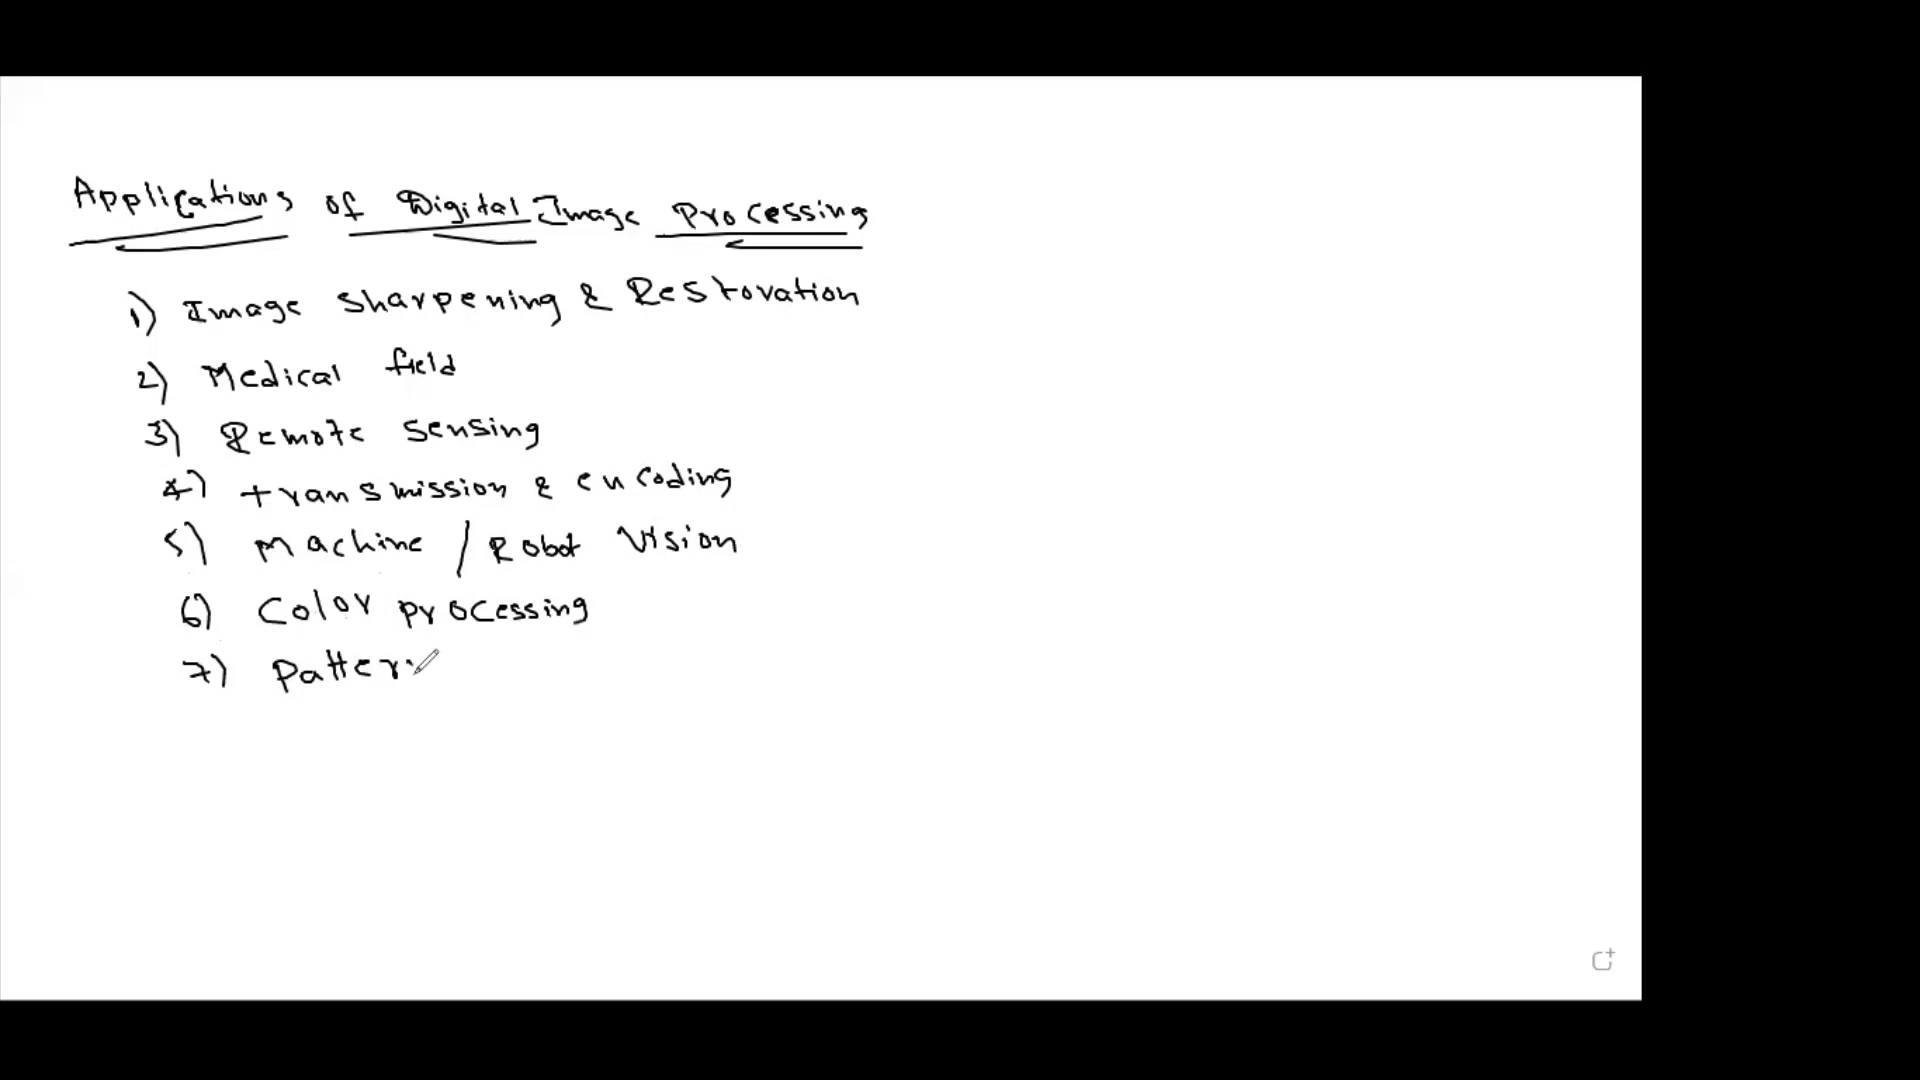 Applications of Digital Image Processing
1) Image Sharpening & Restoration
2) Medical field
3) Remote sensing
4) transmission & encoding
5) Machine / Robot Vision
6) Color processing
7) Patter